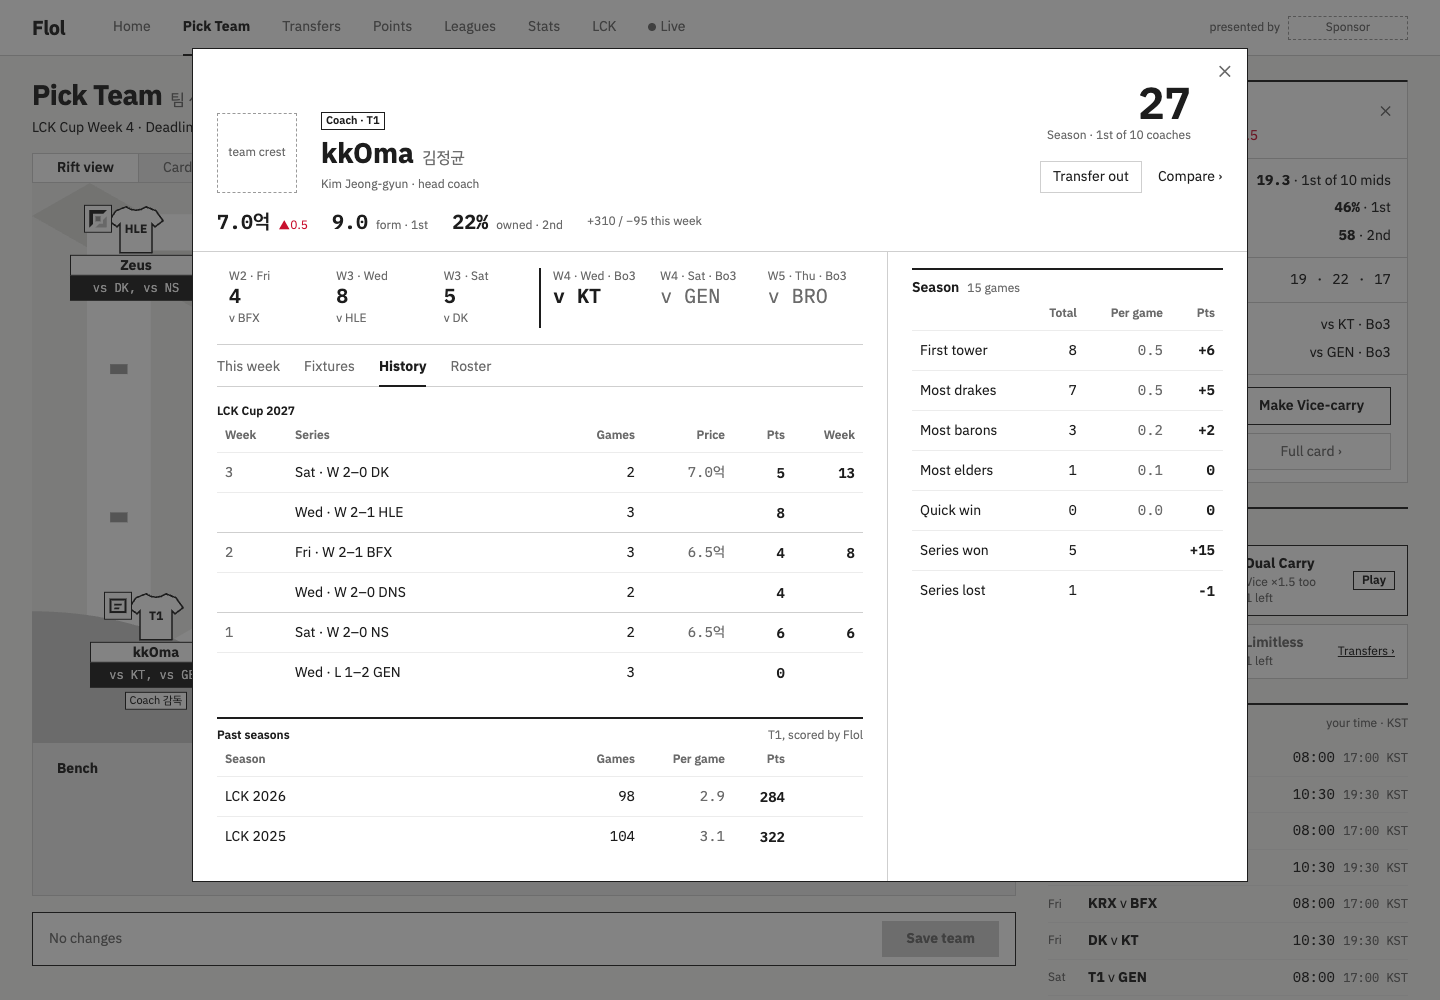 Flol Home Pick Team Transfers Points Leagues Stats LCK Live presented by Sponsor
Pick Team 팀
LCK Cup Week 4 · Deadlin
Rift view Card
HLE
Zeus
vs DK, vs NS
T1
kkOma
vs KT, vs GE
Coach 감독
Bench
No changes Save team
Coach · T1
team crest
kkOma 김정균
Kim Jeong-gyun · head coach
27
Season · 1st of 10 coaches
Transfer out Compare ›
7.0억 ▲0.5 9.0 form · 1st 22% owned · 2nd +310 / −95 this week
W2 · Fri W3 · Wed W3 · Sat W4 · Wed · Bo3 W4 · Sat · Bo3 W5 · Thu · Bo3
4 8 5 v KT v GEN v BRO
v BFX v HLE v DK
This week Fixtures History Roster
LCK Cup 2027
Week Series Games Price Pts Week
3 Sat · W 2–0 DK 2 7.0억 5 13
Wed · W 2–1 HLE 3 8
2 Fri · W 2–1 BFX 3 6.5억 4 8
Wed · W 2–0 DNS 2 4
1 Sat · W 2–0 NS 2 6.5억 6 6
Wed · L 1–2 GEN 3 0
Past seasons T1, scored by Flol
Season Games Per game Pts
LCK 2026 98 2.9 284
LCK 2025 104 3.1 322
Season 15 games
Total Per game Pts
First tower 8 0.5 +6
Most drakes 7 0.5 +5
Most barons 3 0.2 +2
Most elders 1 0.1 0
Quick win 0 0.0 0
Series won 5 +15
Series lost 1 -1
.5
19.3 · 1st of 10 mids
46% · 1st
58 · 2nd
19 · 22 · 17
vs KT · Bo3
vs GEN · Bo3
Make Vice-carry
Full card ›
Dual Carry
Vice ×1.5 too
1 left
Play
Limitless
1 left
Transfers ›
your time · KST
08:00 17:00 KST
10:30 19:30 KST
08:00 17:00 KST
10:30 19:30 KST
Fri KRX v BFX 08:00 17:00 KST
Fri DK v KT 10:30 19:30 KST
Sat T1 v GEN 08:00 17:00 KST